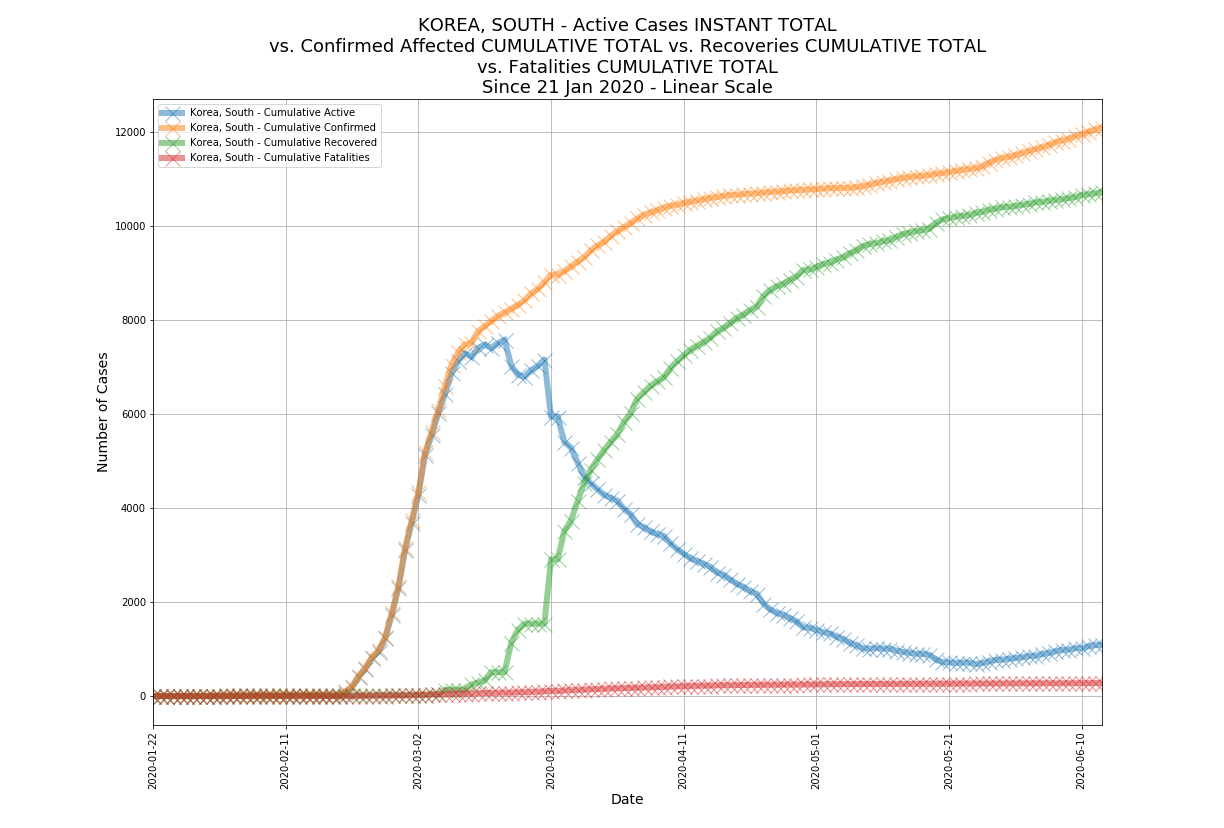 KOREA, SOUTH - Active Cases INSTANT TOTAL
vs. Confirmed Affected CUMULATIVE TOTAL vs. Recoveries CUMULATIVE TOTAL
vs. Fatalities CUMULATIVE TOTAL
Since 21 Jan 2020 - Linear Scale
Korea, South - Cumulative Active
Korea, South - Cumulative Confirmed
Korea, South - Cumulative Recovered
Korea, South - Cumulative Fatalities
Number of Cases
12000
10000
8000
6000
4000
2000
0
2020-01-22
2020-02-11
2020-03-02
2020-03-22
2020-04-11
2020-05-01
2020-05-21
2020-06-10
Date